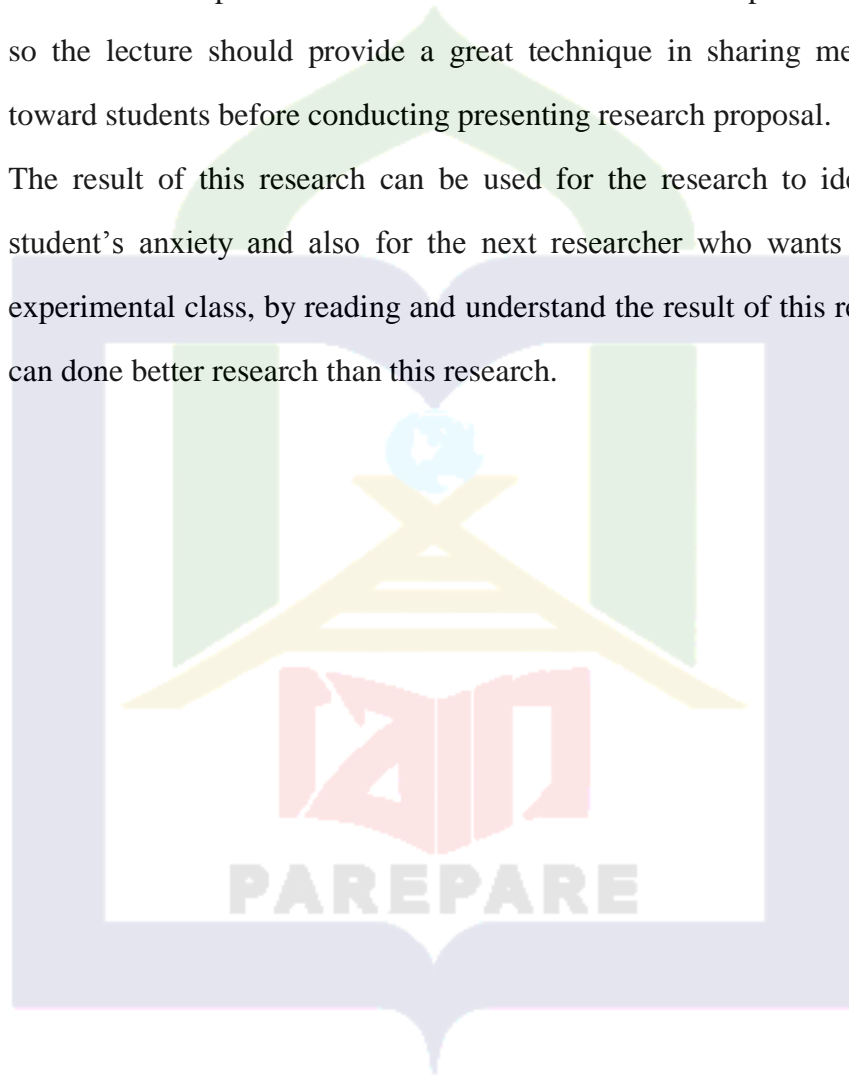 so the lecture should provide a great technique in sharing
toward students before conducting presenting research proposal.
The result of this research can be used for the research to
student's anxiety and also for the next researcher who wants
experimental class, by reading and understand the result of this
can done better research than this research.
PAREPARE